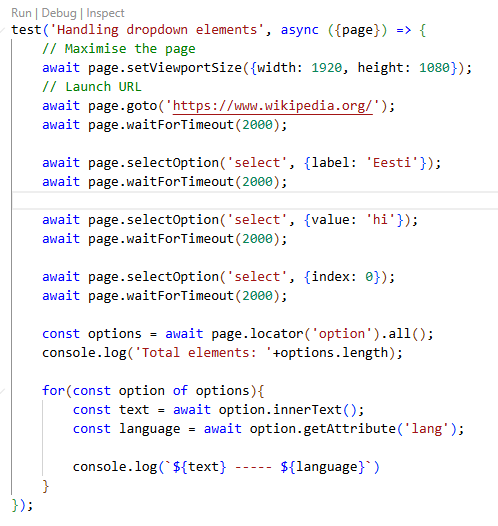 Run | Debug | Inspect
test('Handling dropdown elements', async ({page}) => {
    // Maximise the page
    await page.setViewportSize({width: 1920, height: 1080});
    // Launch URL
    await page.goto('https://www.wikipedia.org/');
    await page.waitForTimeout(2000);

    await page.selectOption('select', {label: 'Eesti'});
    await page.waitForTimeout(2000);

    await page.selectOption('select', {value: 'hi'});
    await page.waitForTimeout(2000);

    await page.selectOption('select', {index: 0});
    await page.waitForTimeout(2000);

    const options = await page.locator('option').all();
    console.log('Total elements: '+options.length);

    for(const option of options){
        const text = await option.innerText();
        const language = await option.getAttribute('lang');

        console.log(`${text} ----- ${language}`)
    }
});